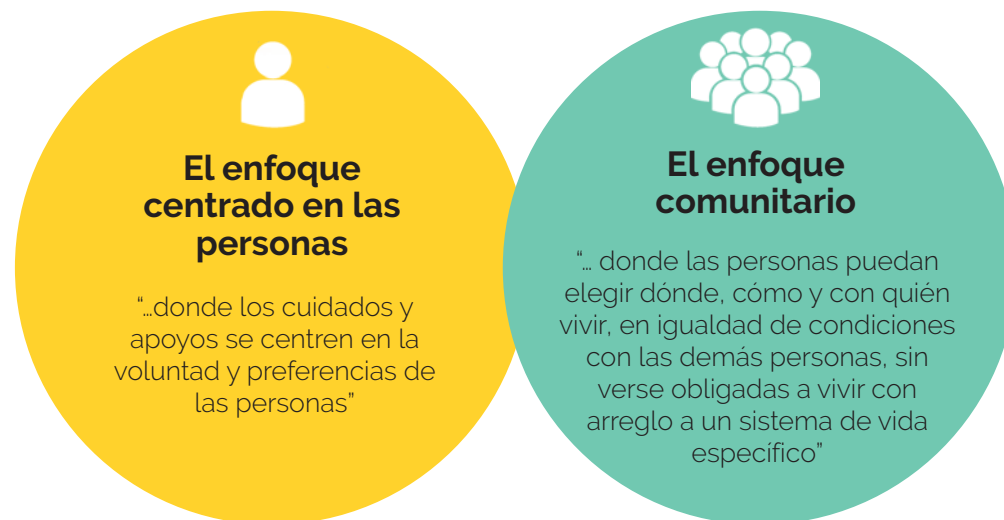 El enfoque
centrado en las
personas
“…donde los cuidados y
apoyos se centren en la
voluntad y preferencias de
las personas”
El enfoque
comunitario
“… donde las personas puedan
elegir dónde, cómo y con quién
vivir, en igualdad de condiciones
con las demás personas, sin
verse obligadas a vivir con
arreglo a un sistema de vida
específico”